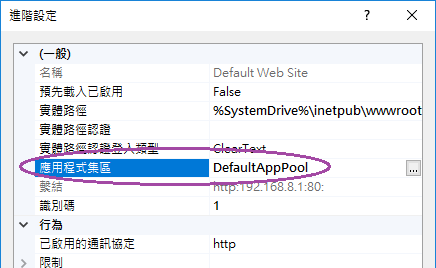 進階設定
? ×
(一般)
名稱 Default Web Site
預先載入已啟用 False
實體路徑 %SystemDrive%\inetpub\wwwroot
實體路徑認證
實體路徑認證登入類型 ClearText
應用程式集區 DefaultAppPool ...
繫結 http:192.168.8.1:80:
識別碼 1
行為
已啟用的通訊協定 http
限制